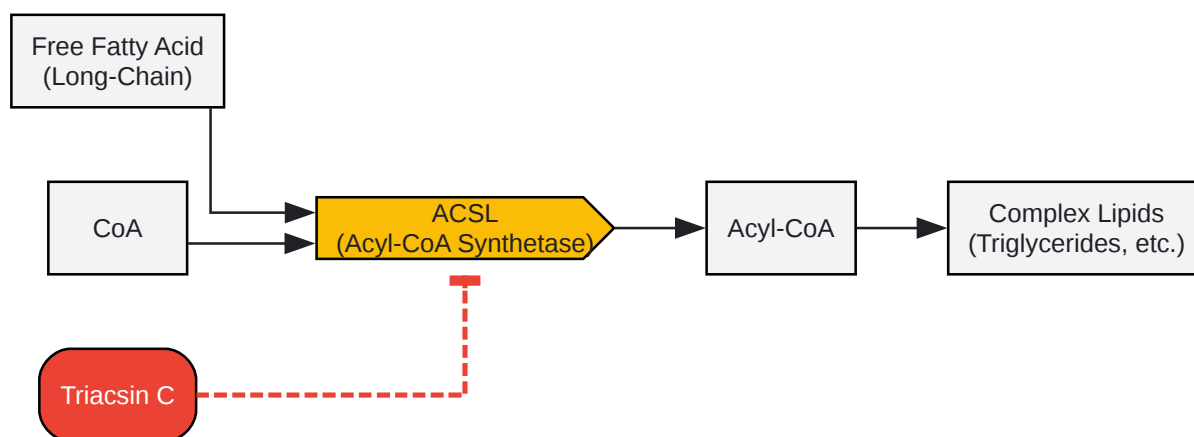 Free Fatty Acid
(Long-Chain)
CoA
ACSL
(Acyl-CoA Synthetase)
Acyl-CoA
Complex Lipids
(Triglycerides, etc.)
Triacsin C